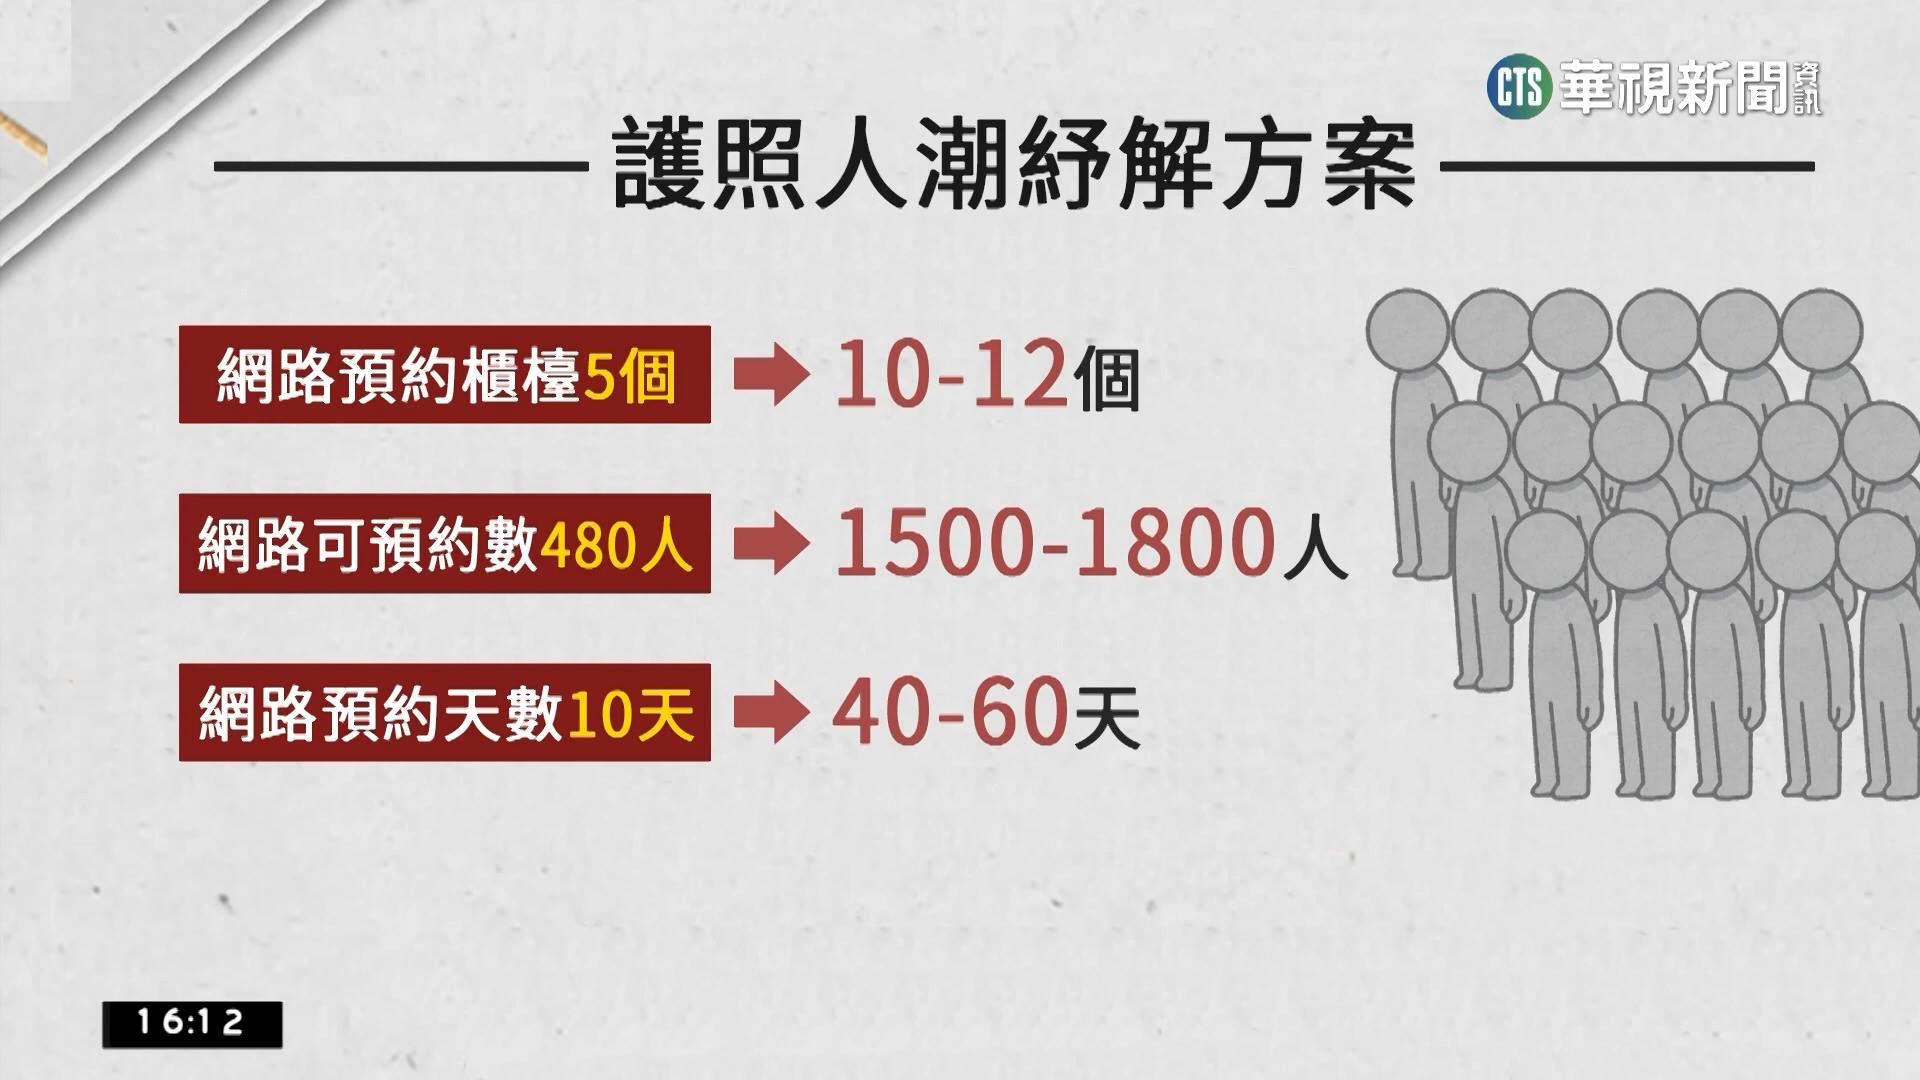 CTS 華視新聞資訊
護照人潮紓解方案
網路預約櫃檯5個 10-12個
網路可預約數480人 1500-1800人
網路預約天數10天 40-60天
16:12